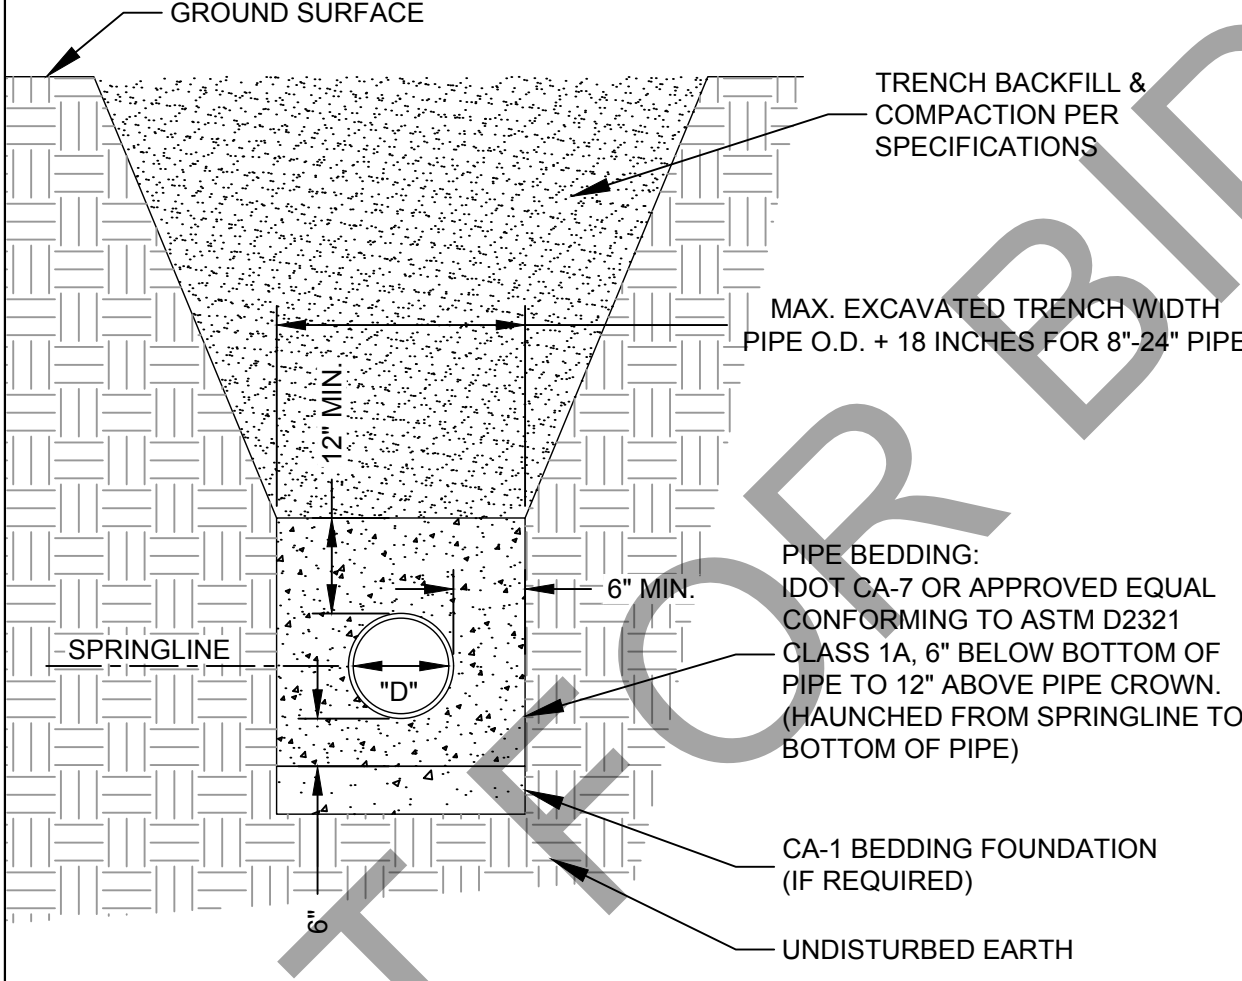 GROUND SURFACE
TRENCH BACKFILL &
COMPACTION PER
SPECIFICATIONS
MAX. EXCAVATED TRENCH WIDTH
PIPE O.D. + 18 INCHES FOR 8"-24" PIPE
12" MIN.
6" MIN.
SPRINGLINE
"D"
PIPE BEDDING:
IDOT CA-7 OR APPROVED EQUAL
CONFORMING TO ASTM D2321
CLASS 1A, 6" BELOW BOTTOM OF
PIPE TO 12" ABOVE PIPE CROWN.
(HAUNCHED FROM SPRINGLINE TO
BOTTOM OF PIPE)
CA-1 BEDDING FOUNDATION
(IF REQUIRED)
6"
UNDISTURBED EARTH
T FOR BID